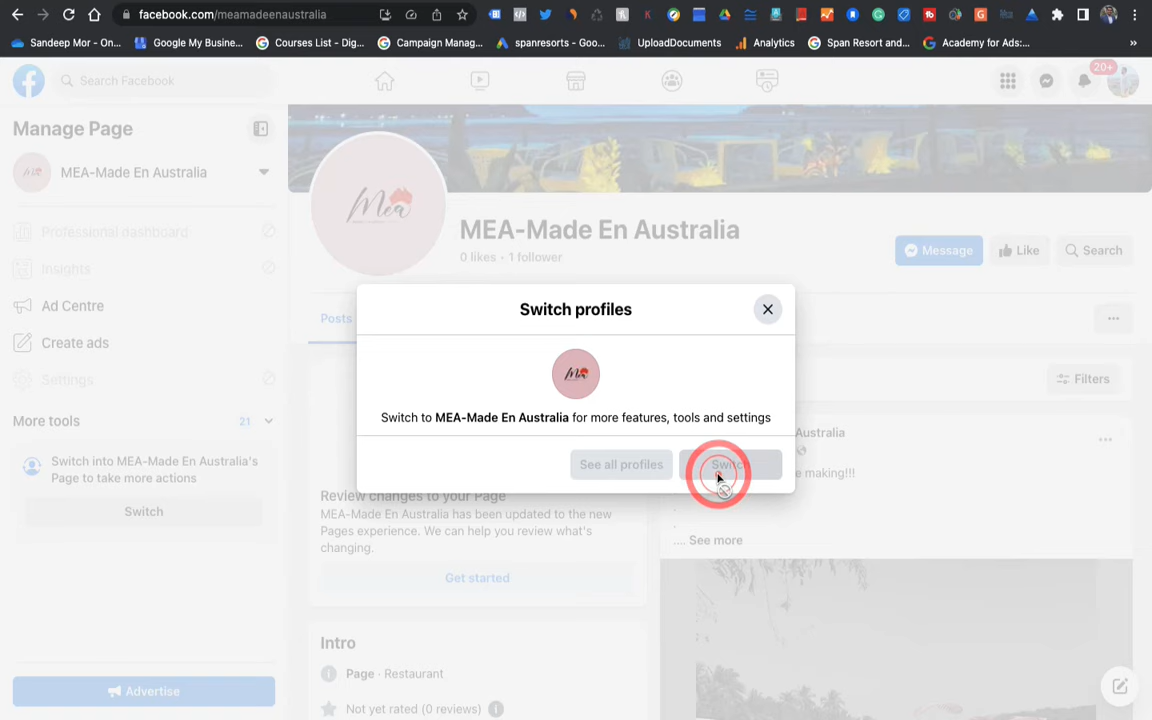 facebook.com/meamadeenaustralia
Sandeep Mor - On...
Google My Business...
Courses List - Dig...
Campaign Manag...
spanresorts - Goo...
UploadDocuments
Analytics
Span Resort and...
Academy for Ads:...
»
Search Facebook
20+
Manage Page
MEA-Made En Australia
Professional dashboard
Insights
Ad Centre
Create ads
Settings
More tools
21
Switch into MEA-Made En Australia's
Page to take more actions
Switch
Advertise
Mea
MEA-Made En Australia
0 likes • 1 follower
Message
Like
Search
Posts
Filters
Switch profiles
Mea
Switch to MEA-Made En Australia for more features, tools and settings
See all profiles
Switch
Review changes to your Page
MEA-Made En Australia has been updated to the new
Pages experience. We can help you review what's
changing.
Get started
Intro
Page · Restaurant
Not yet rated (0 reviews)
Australia
e making!!!
.
.... See more